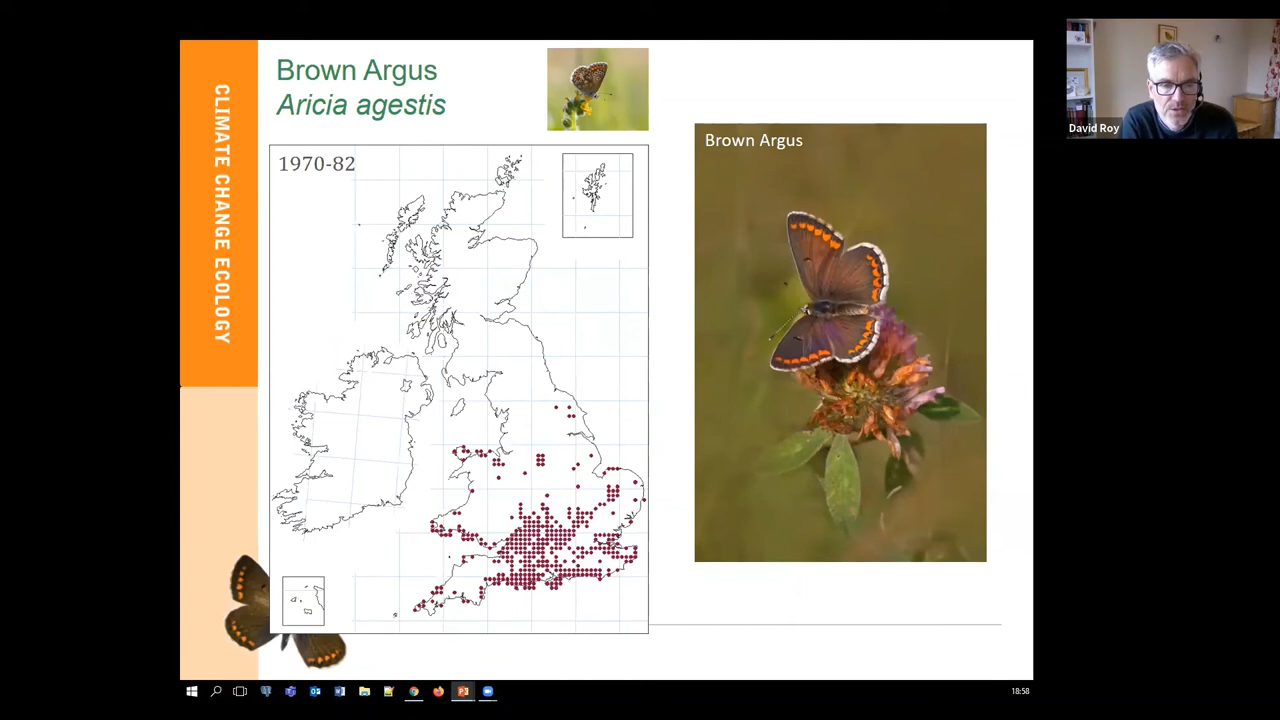 CLIMATE CHANGE ECOLOGY
Brown Argus
Aricia agestis
1970-82
Brown Argus
David Roy
18:58